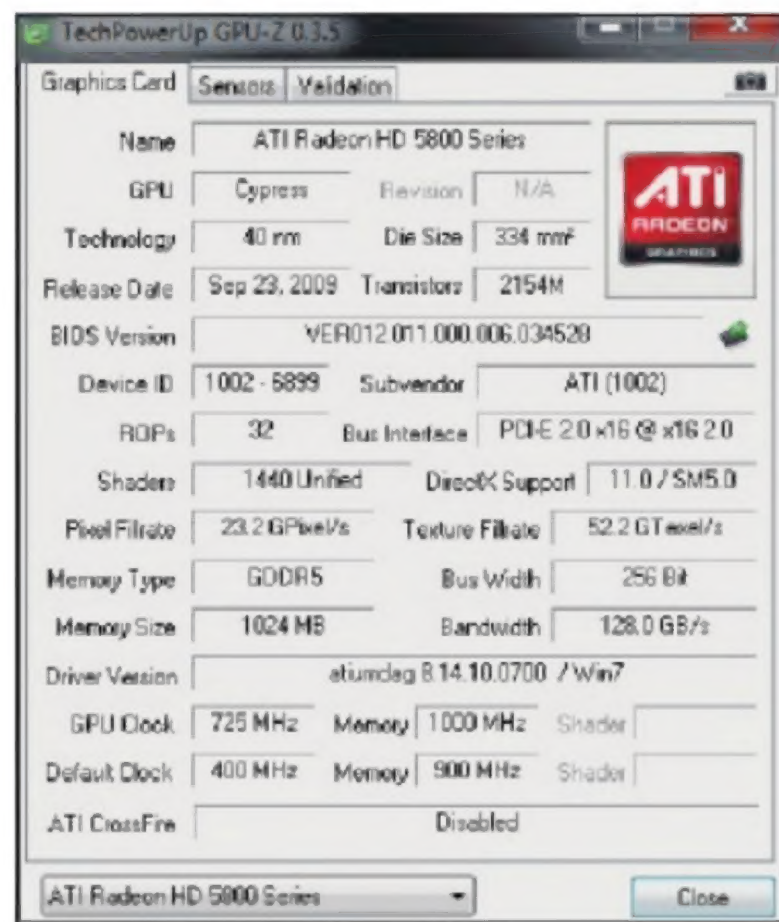 TechPowerUp GPU-Z 0.3.5
Graphics Card Sensors Validation
Name ATI Radeon HD 5800 Series
ATI
RADEON
GRAPHICS
GPU Cypress Revision N/A
Technology 40 nm Die Size 334 mm²
Release Date Sep 23, 2009 Transistors 2154M
BIOS Version VER012.011.000.006.034528
Device ID 1002 - 6899 Subvendor ATI (1002)
ROPs 32 Bus Interface PCI-E 2.0 x16 @ x16 2.0
Shaders 1440 Unified DirectX Support 11.0 / SM5.0
Pixel Fillrate 23.2 GPixel/s Texture Fillrate 52.2 GTexel/s
Memory Type GDDR5 Bus Width 256 Bit
Memory Size 1024 MB Bandwidth 128.0 GB/s
Driver Version atiumdag 8.14.10.0700 / Win7
GPU Clock 725 MHz Memory 1000 MHz Shader
Default Clock 400 MHz Memory 900 MHz Shader
ATI CrossFire Disabled
ATI Radeon HD 5800 Series Close